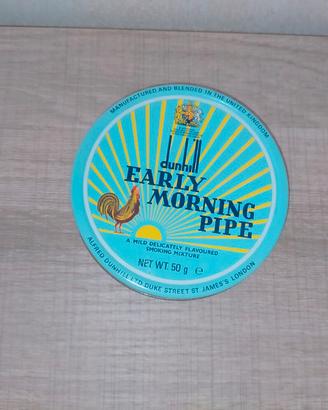 MANUFACTURED AND BLENDED IN THE UNITED KINGDOM
dunhill
EARLY
MORNING
PIPE
A MILD DELICATELY FLAVOURED
SMOKING MIXTURE
NET WT. 50 g e
ALFRED DUNHILL LTD DUKE STREET ST JAMES'S LONDON